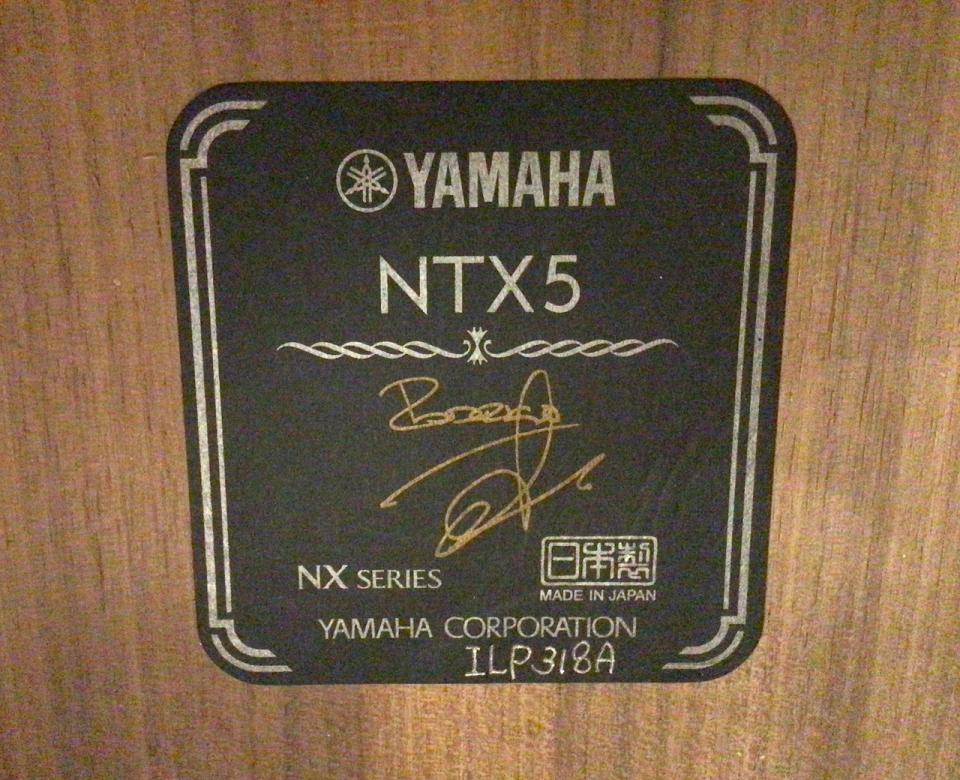 YAMAHA
NTX5
NX SERIES
日本製
MADE IN JAPAN
YAMAHA CORPORATION
ILP318A